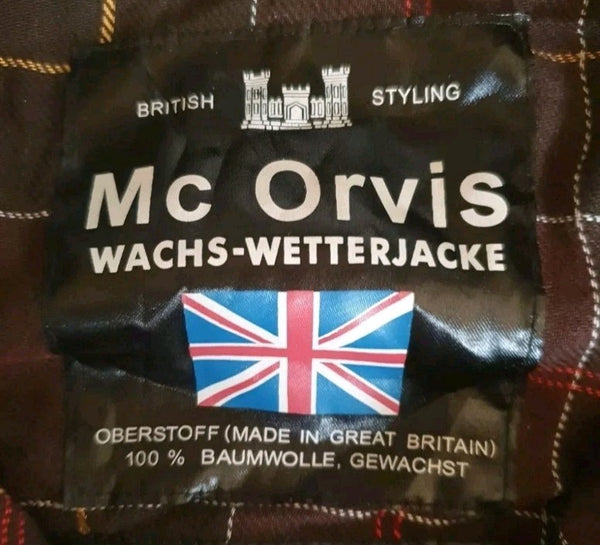 BRITISH STYLING
Mc Orvis
WACHS-WETTERJACKE
OBERSTOFF (MADE IN GREAT BRITAIN)
100 % BAUMWOLLE, GEWACHST